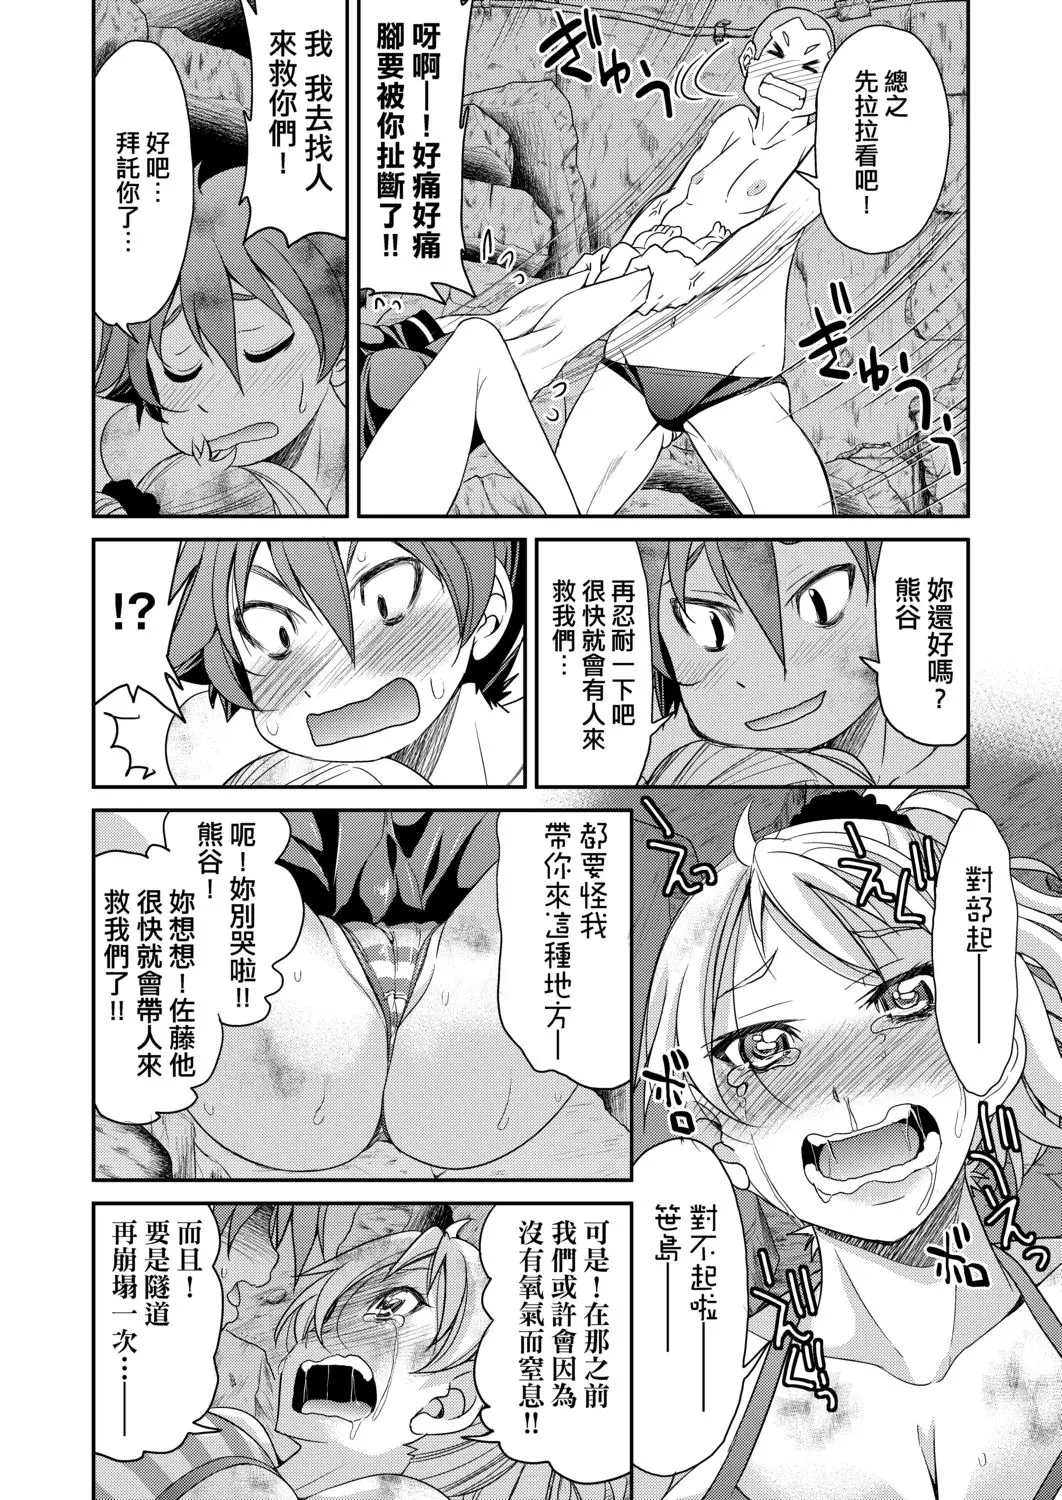 總之
先拉拉看吧！
ぎゅう
ぎゅうっ
呀啊—！好痛好痛
腳要被你扯斷了!!
我 我去找人
來救你們！
好吧…
拜託你了…
妳還好嗎？
熊谷
再忍耐一下吧
很快就會有人來
救我們…
!?
對部起——
ボロ
ボロ
對不起啦——
笹島——
都要怪我
帶你來這種地方——
呃！妳別哭啦!!
熊谷！
妳想想！佐藤他
很快就會帶人來
救我們了!!
可是！在那之前
我們或許會因為
沒有氧氣而窒息!!
而且！
要是隧道
再崩塌一次…——